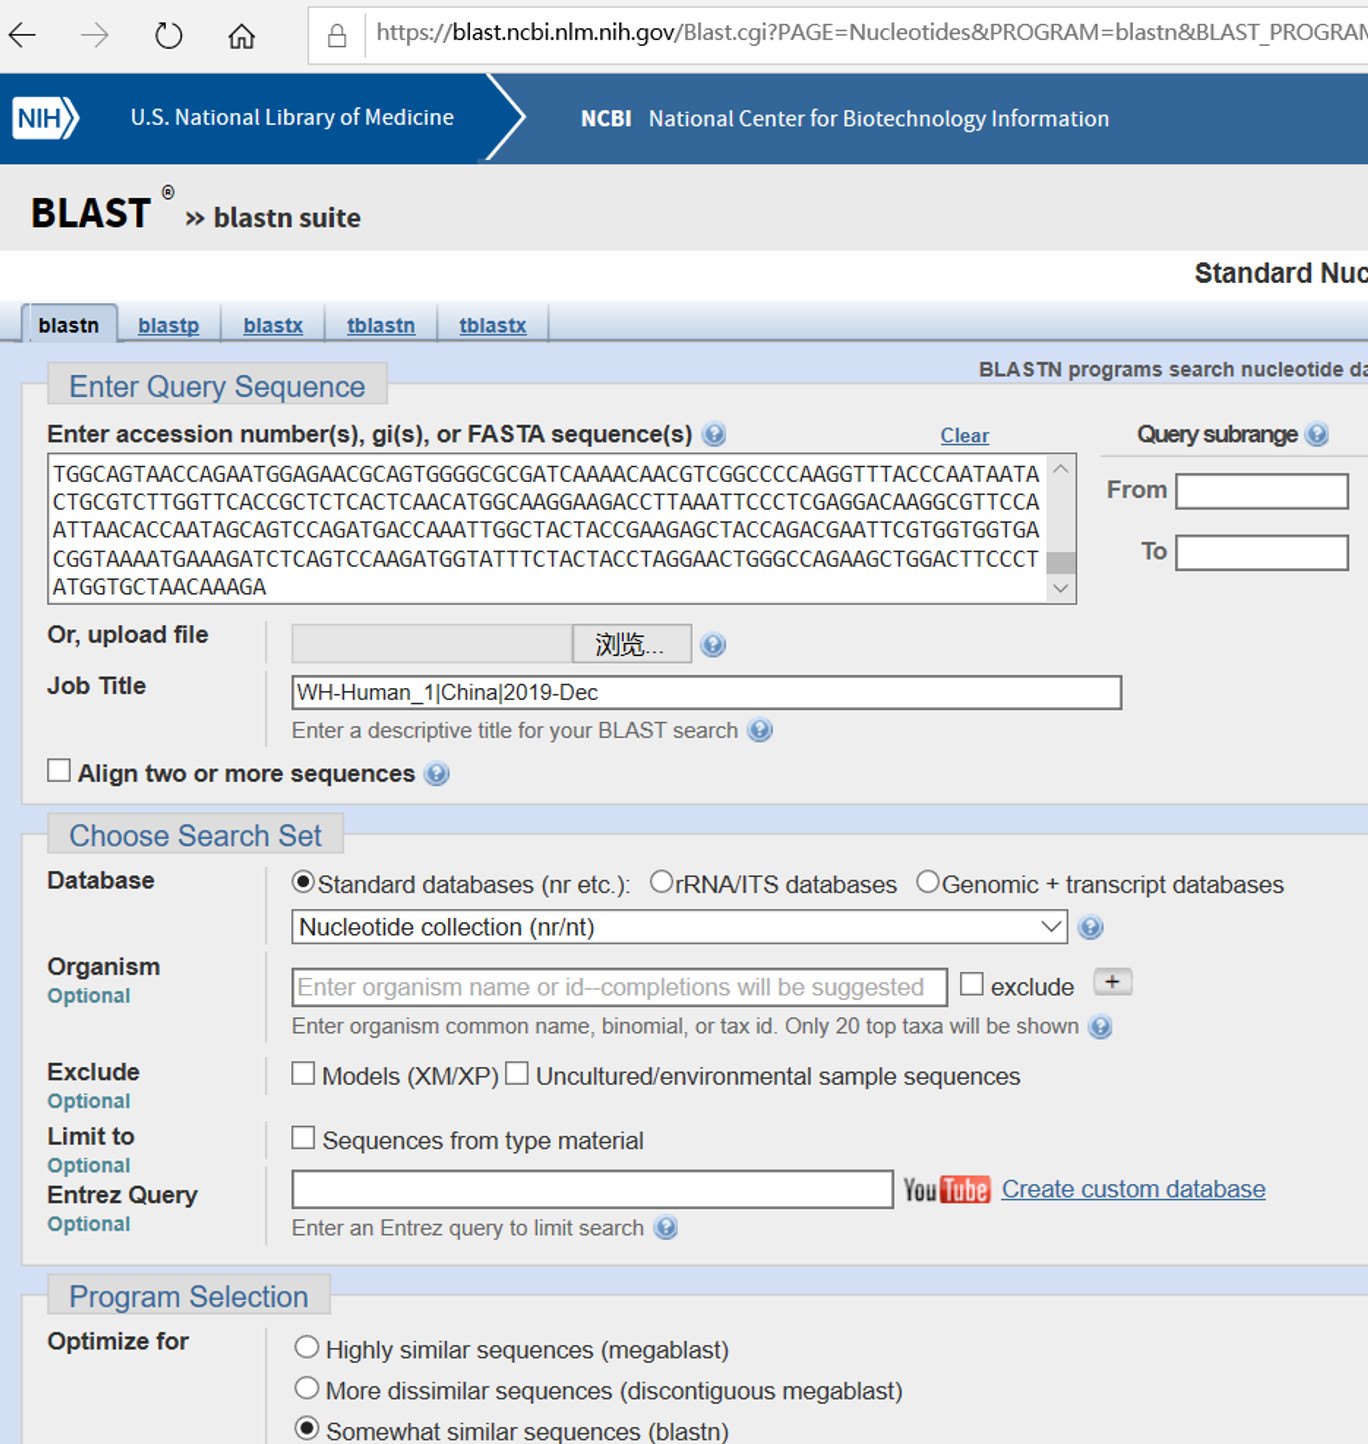 https://blast.ncbi.nlm.nih.gov/Blast.cgi?PAGE=Nucleotides&PROGRAM=blastn&BLAST_PROGRAM
NIH U.S. National Library of Medicine NCBI National Center for Biotechnology Information
BLAST ® » blastn suite
Standard Nuc
blastn blastp blastx tblastn tblastx
BLASTN programs search nucleotide da
Enter Query Sequence
Enter accession number(s), gi(s), or FASTA sequence(s) Clear Query subrange
TGGCAGTAACCAGAATGGAGAACGCAGTGGGGCGCGATCAAAACAACGTCGGCCCCAAGGTTTACCCAATAATA
CTGCGTCTTGGTTCACCGCTCTCACTCAACATGGCAAGGAAGACCTTAAATTCCCTCGAGGACAAGGCGTTCCA
ATTAACACCAATAGCAGTCCAGATGACCAAATTGGCTACTACCGAAGAGCTACCAGACGAATTCGTGGTGGTGA
CGGTAAAATGAAAGATCTCAGTCCAAGATGGTATTTCTACTACCTAGGAACTGGGCCAGAAGCTGGACTTCCCT
ATGGTGCTAACAAAGA
From
To
Or, upload file 浏览...
Job Title WH-Human_1|China|2019-Dec
Enter a descriptive title for your BLAST search
Align two or more sequences
Choose Search Set
Database Standard databases (nr etc.): rRNA/ITS databases Genomic + transcript databases
Nucleotide collection (nr/nt)
Organism
Optional
Enter organism name or id--completions will be suggested exclude +
Enter organism common name, binomial, or tax id. Only 20 top taxa will be shown
Exclude
Optional
Models (XM/XP) Uncultured/environmental sample sequences
Limit to
Optional
Sequences from type material
Entrez Query
Optional
YouTube Create custom database
Enter an Entrez query to limit search
Program Selection
Optimize for
Highly similar sequences (megablast)
More dissimilar sequences (discontiguous megablast)
Somewhat similar sequences (blastn)